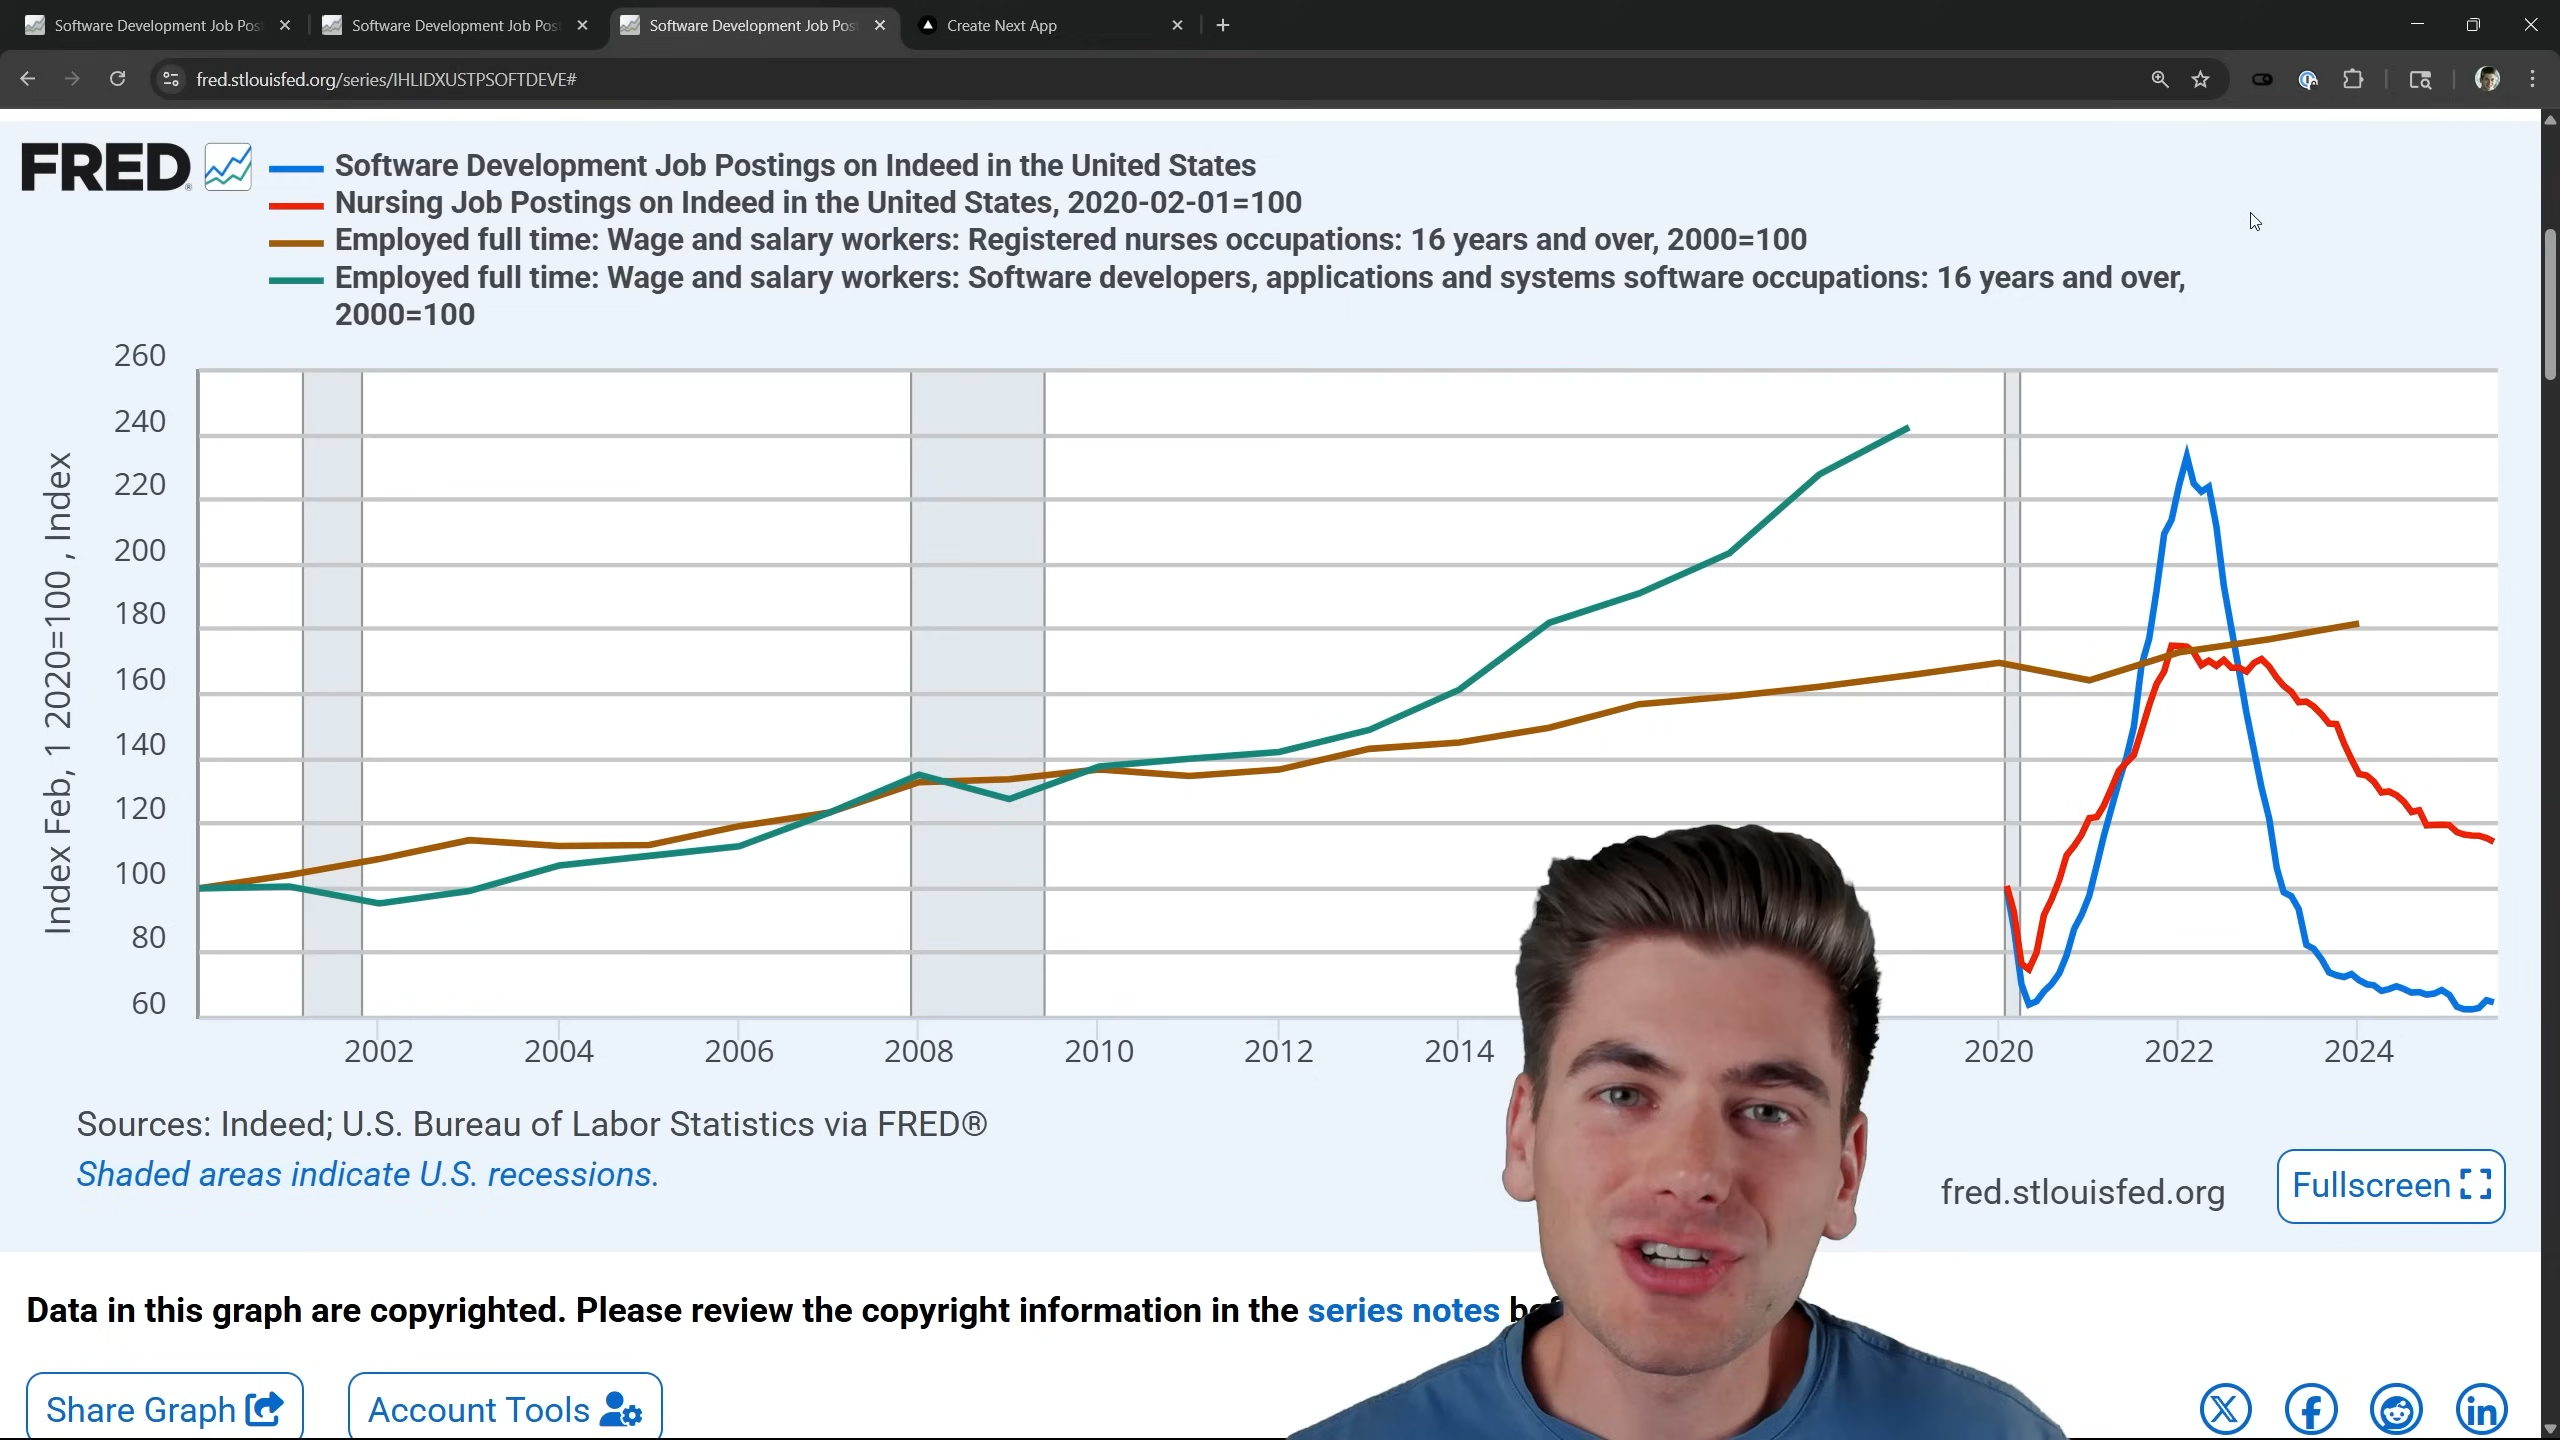 Software Development Job Pos
Software Development Job Pos
Software Development Job Pos
Create Next App
fred.stlouisfed.org/series/IHLIDXUSTPSOFTDEVE#
FRED
Software Development Job Postings on Indeed in the United States
Nursing Job Postings on Indeed in the United States, 2020-02-01=100
Employed full time: Wage and salary workers: Registered nurses occupations: 16 years and over, 2000=100
Employed full time: Wage and salary workers: Software developers, applications and systems software occupations: 16 years and over,
2000=100
Index Feb, 1 2020=100 , Index
260
240
220
200
180
160
140
120
100
80
60
2002
2004
2006
2008
2010
2012
2014
2020
2022
2024
Sources: Indeed; U.S. Bureau of Labor Statistics via FRED®
Shaded areas indicate U.S. recessions.
fred.stlouisfed.org
Fullscreen
Data in this graph are copyrighted. Please review the copyright information in the series notes
Share Graph
Account Tools